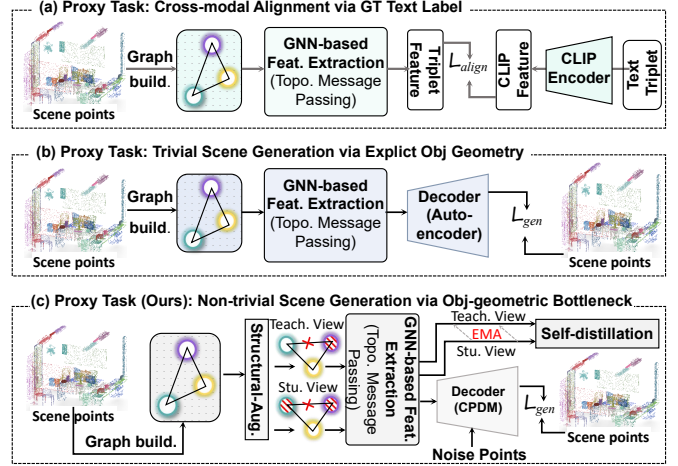 (a) Proxy Task: Cross-modal Alignment via GT Text Label
Scene points
Graph
build.
GNN-based
Feat. Extraction
(Topo. Message
Passing)
Triplet
Feature
L_align
CLIP
Feature
CLIP
Encoder
Text
Triplet
(b) Proxy Task: Trivial Scene Generation via Explict Obj Geometry
Scene points
Graph
build.
GNN-based
Feat. Extraction
(Topo. Message
Passing)
Decoder
(Auto-
encoder)
L_gen
Scene points
(c) Proxy Task (Ours): Non-trivial Scene Generation via Obj-geometric Bottleneck
Scene points
Graph build.
Structural-Aug.
Teach. View
Stu. View
GNN-based Feat.
Extraction
(Topo. Message
Passing)
Teach. View
EMA
Stu. View
Self-distillation
Decoder
(CPDM)
Noise Points
L_gen
Scene points